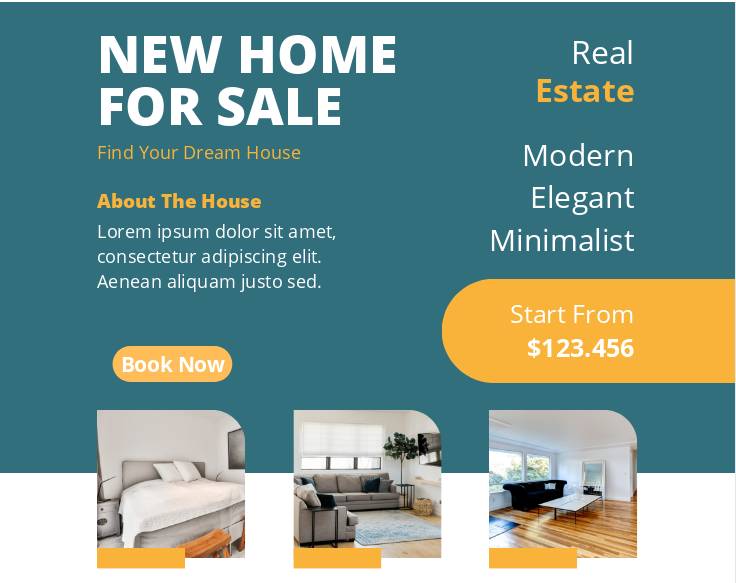 NEW HOME
FOR SALE
Find Your Dream House
About The House
Lorem ipsum dolor sit amet,
consectetur adipiscing elit.
Aenean aliquam justo sed.
Book Now
Real
Estate
Modern
Elegant
Minimalist
Start From
$123.456